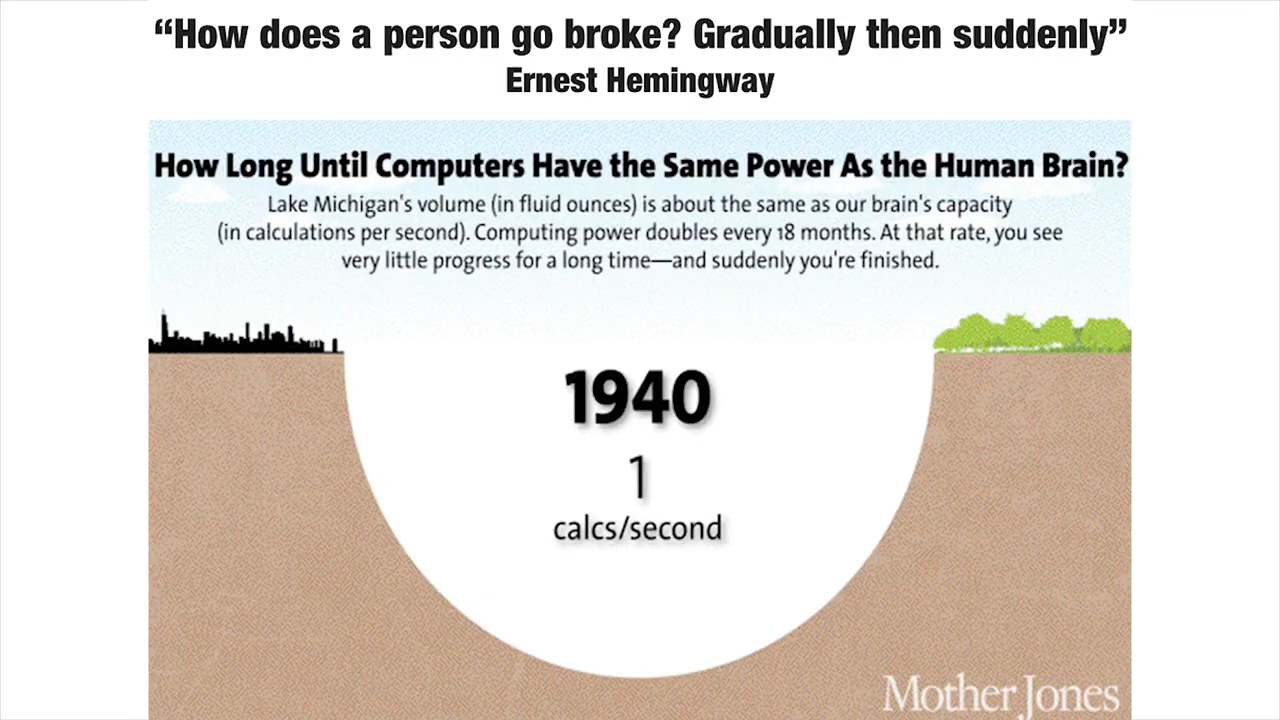 “How does a person go broke? Gradually then suddenly”
Ernest Hemingway
How Long Until Computers Have the Same Power As the Human Brain?
Lake Michigan's volume (in fluid ounces) is about the same as our brain's capacity
(in calculations per second). Computing power doubles every 18 months. At that rate, you see
very little progress for a long time—and suddenly you're finished.
1940
1
calcs/second
Mother Jones